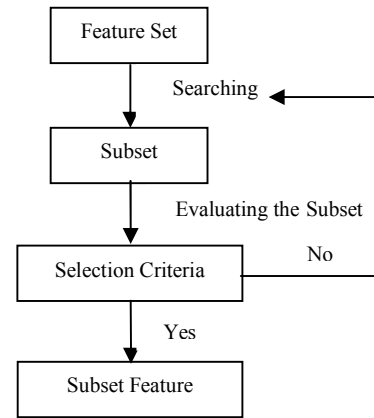 Feature Set
Searching
Subset
Evaluating the Subset
Selection Criteria
No
Yes
Subset Feature